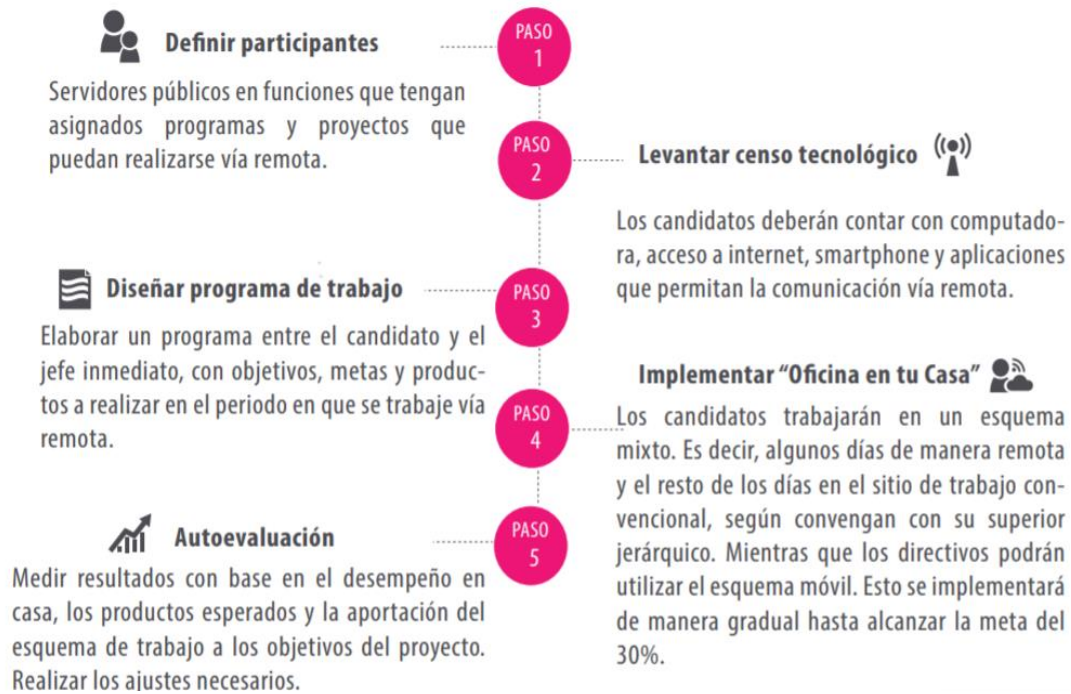 PASO
1
Definir participantes
Servidores públicos en funciones que tengan
asignados programas y proyectos que
puedan realizarse vía remota.
PASO
2
Levantar censo tecnológico
Los candidatos deberán contar con computado-
ra, acceso a internet, smartphone y aplicaciones
que permitan la comunicación vía remota.
PASO
3
Diseñar programa de trabajo
Elaborar un programa entre el candidato y el
jefe inmediato, con objetivos, metas y produc-
tos a realizar en el periodo en que se trabaje vía
remota.
PASO
4
Implementar “Oficina en tu Casa”
Los candidatos trabajarán en un esquema
mixto. Es decir, algunos días de manera remota
y el resto de los días en el sitio de trabajo con-
vencional, según convengan con su superior
jerárquico. Mientras que los directivos podrán
utilizar el esquema móvil. Esto se implementará
de manera gradual hasta alcanzar la meta del
30%.
PASO
5
Autoevaluación
Medir resultados con base en el desempeño en
casa, los productos esperados y la aportación del
esquema de trabajo a los objetivos del proyecto.
Realizar los ajustes necesarios.